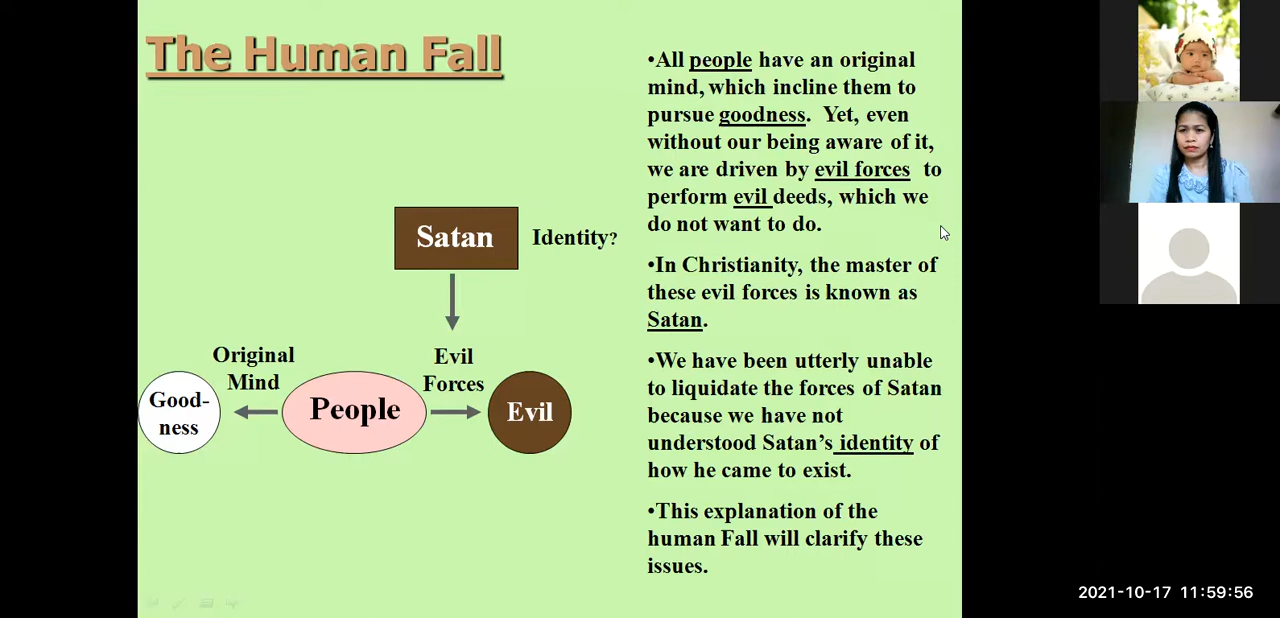 The Human Fall
•All people have an original
mind, which incline them to
pursue goodness.  Yet, even
without our being aware of it,
we are driven by evil forces  to
perform evil deeds, which we
do not want to do.
•In Christianity, the master of
these evil forces is known as
Satan.
•We have been utterly unable
to liquidate the forces of Satan
because we have not
understood Satan's identity of
how he came to exist.
•This explanation of the
human Fall will clarify these
issues.
Satan
Identity?
Original
Mind
Evil
Forces
Good-
ness
People
Evil
2021-10-17 11:59:56